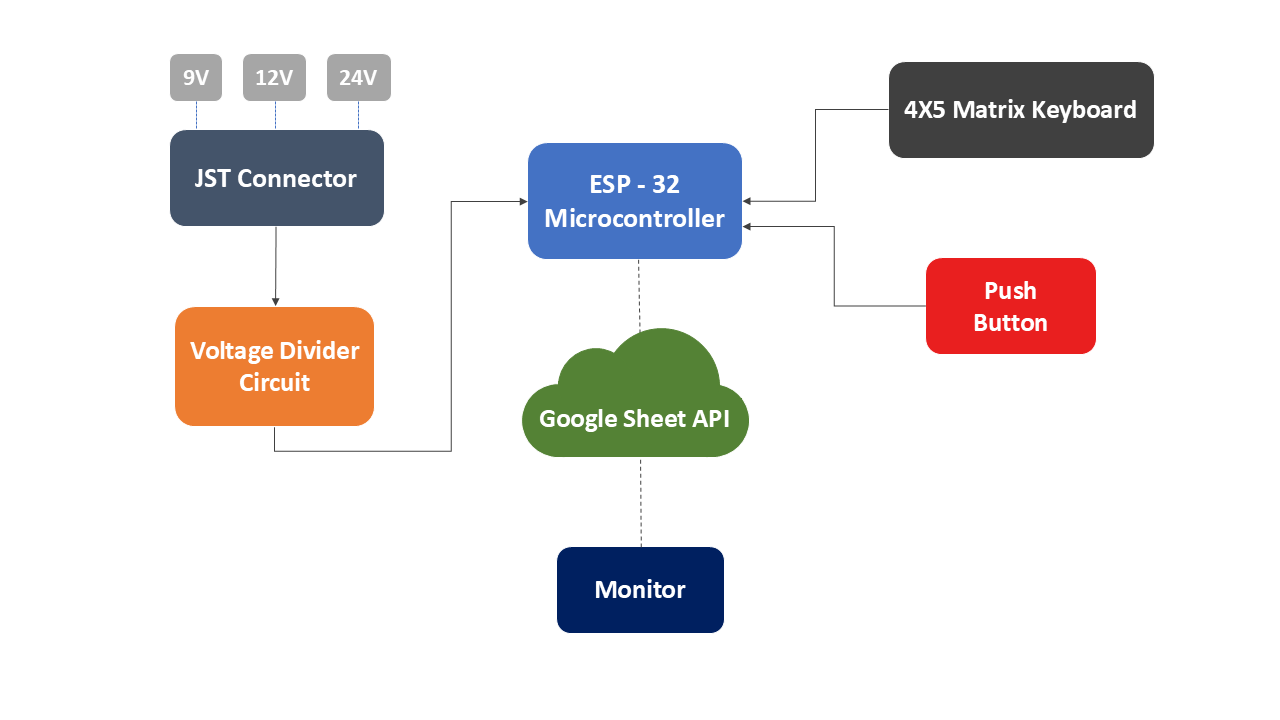 9V
12V
24V
JST Connector
ESP - 32
Microcontroller
4X5 Matrix Keyboard
Push
Button
Voltage Divider
Circuit
Google Sheet API
Monitor